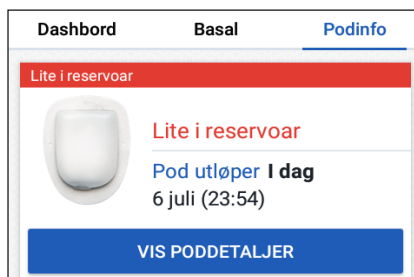 Dashbord Basal Podinfo
Lite i reservoar
Lite i reservoar
Pod utløper I dag
6 juli (23:54)
VIS PODDETALJER